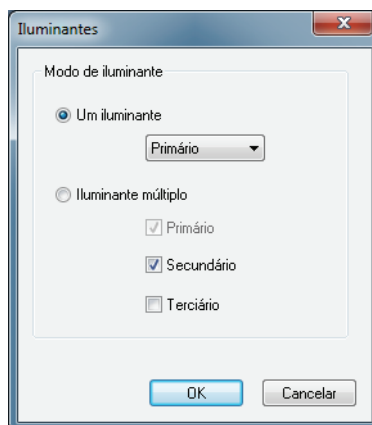 Iluminantes
Modo de iluminante
Um iluminante
Primário
Iluminante múltiplo
Primário
Secundário
Terciário
OK Cancelar